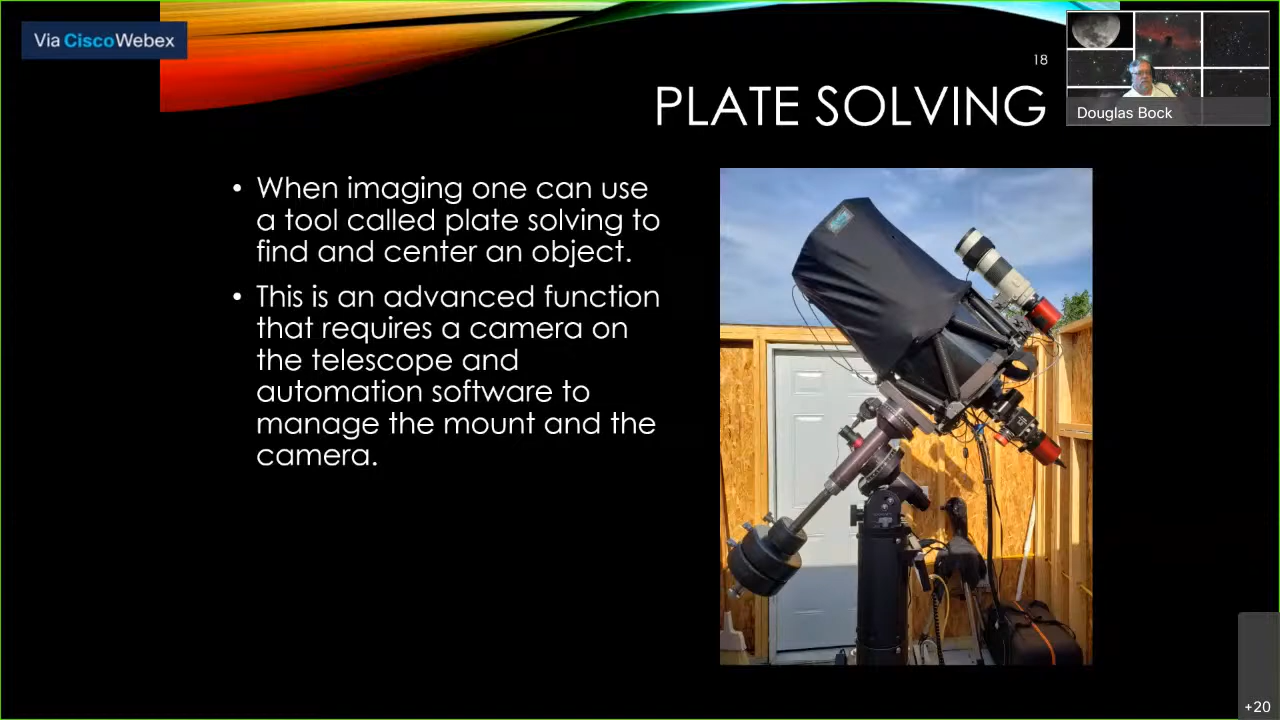 Via CiscoWebex
18
PLATE SOLVING
Douglas Bock
• When imaging one can use
a tool called plate solving to
find and center an object.
• This is an advanced function
that requires a camera on
the telescope and
automation software to
manage the mount and the
camera.
+20